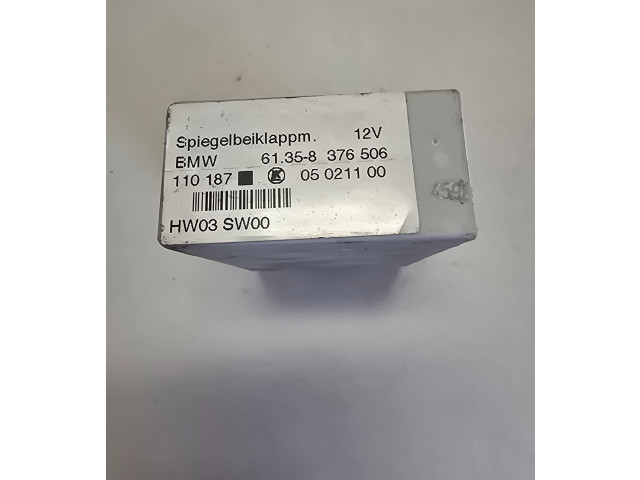 Spiegelbeiklappm. 12V
BMW 61.35-8 376 506
110 187 ■ K 05 0211 00
HW03 SW00